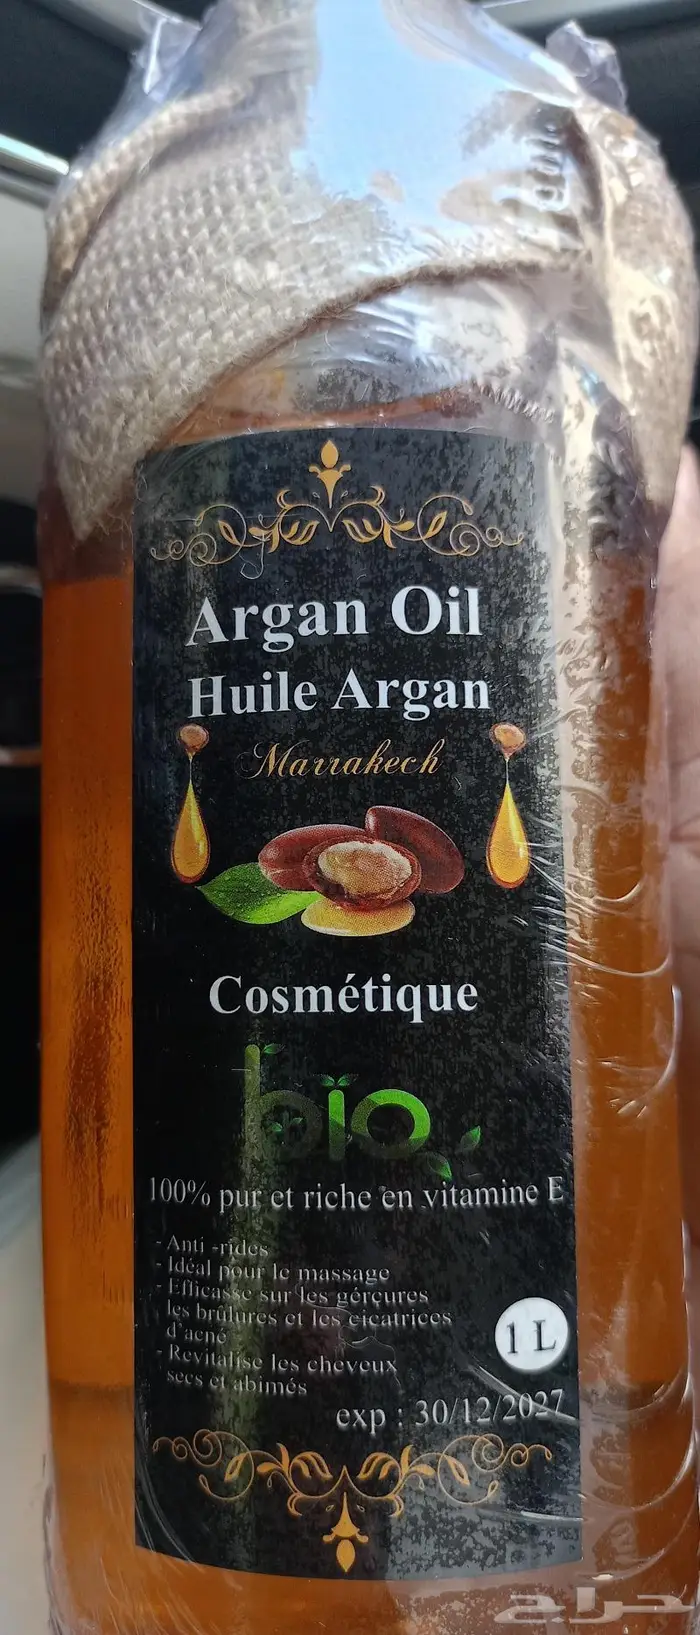 Argan Oil
Huile Argan
Marrakech
Cosmétique
bio
100% pur et riche en vitamine E
- Anti -rides
- Idéal pour le massage
- Efficasse sur les gérçures
les brûlures et les cicatrices
d'acné
- Revitalise les cheveux
secs et abimés
1 L
exp : 30/12/2027
حراج